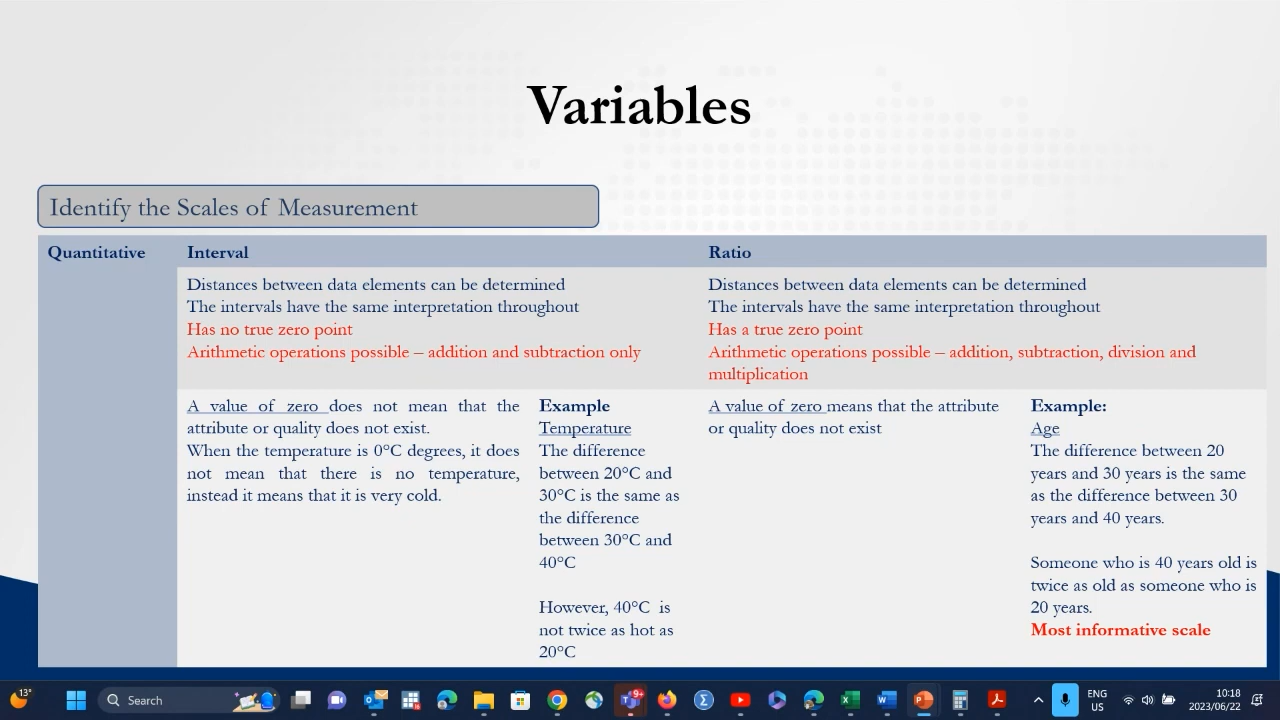 Variables
Identify the Scales of Measurement
Quantitative
Interval
Ratio
Distances between data elements can be determined
The intervals have the same interpretation throughout
Has no true zero point
Arithmetic operations possible – addition and subtraction only
Distances between data elements can be determined
The intervals have the same interpretation throughout
Has a true zero point
Arithmetic operations possible – addition, subtraction, division and
multiplication
A value of zero does not mean that the
attribute or quality does not exist.
When the temperature is 0°C degrees, it does
not mean that there is no temperature,
instead it means that it is very cold.
Example
Temperature
The difference
between 20°C and
30°C is the same as
the difference
between 30°C and
40°C
However, 40°C is
not twice as hot as
20°C
A value of zero means that the attribute
or quality does not exist
Example:
Age
The difference between 20
years and 30 years is the same
as the difference between 30
years and 40 years.
Someone who is 40 years old is
twice as old as someone who is
20 years.
Most informative scale
13°
Search
9+
ENG
US
10:18
2023/06/22